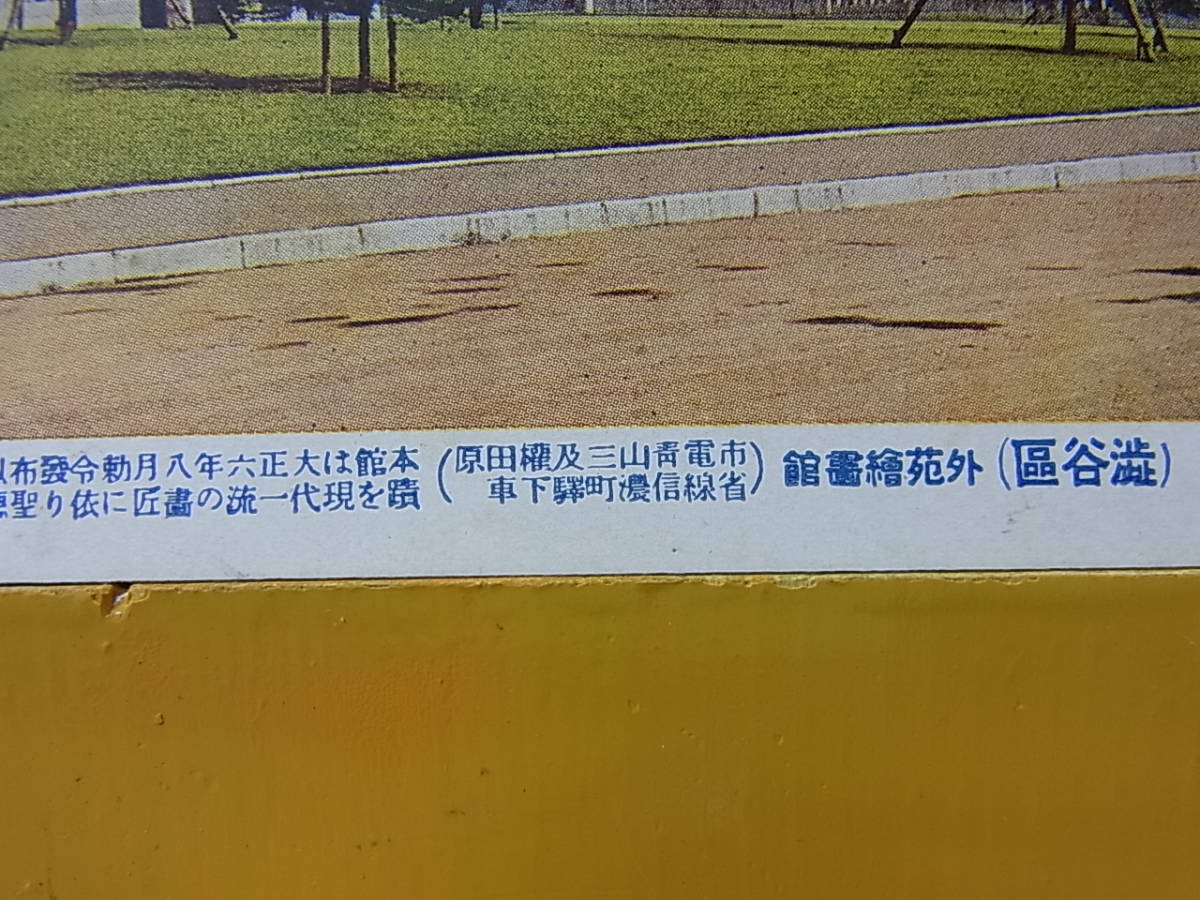 (澁谷區) 外苑繪畫館
(市電靑山三及權田原
省線信濃町驛下車)
本館は大正六年八月勅令發布
蹟を現代一流の畫匠に依り聖